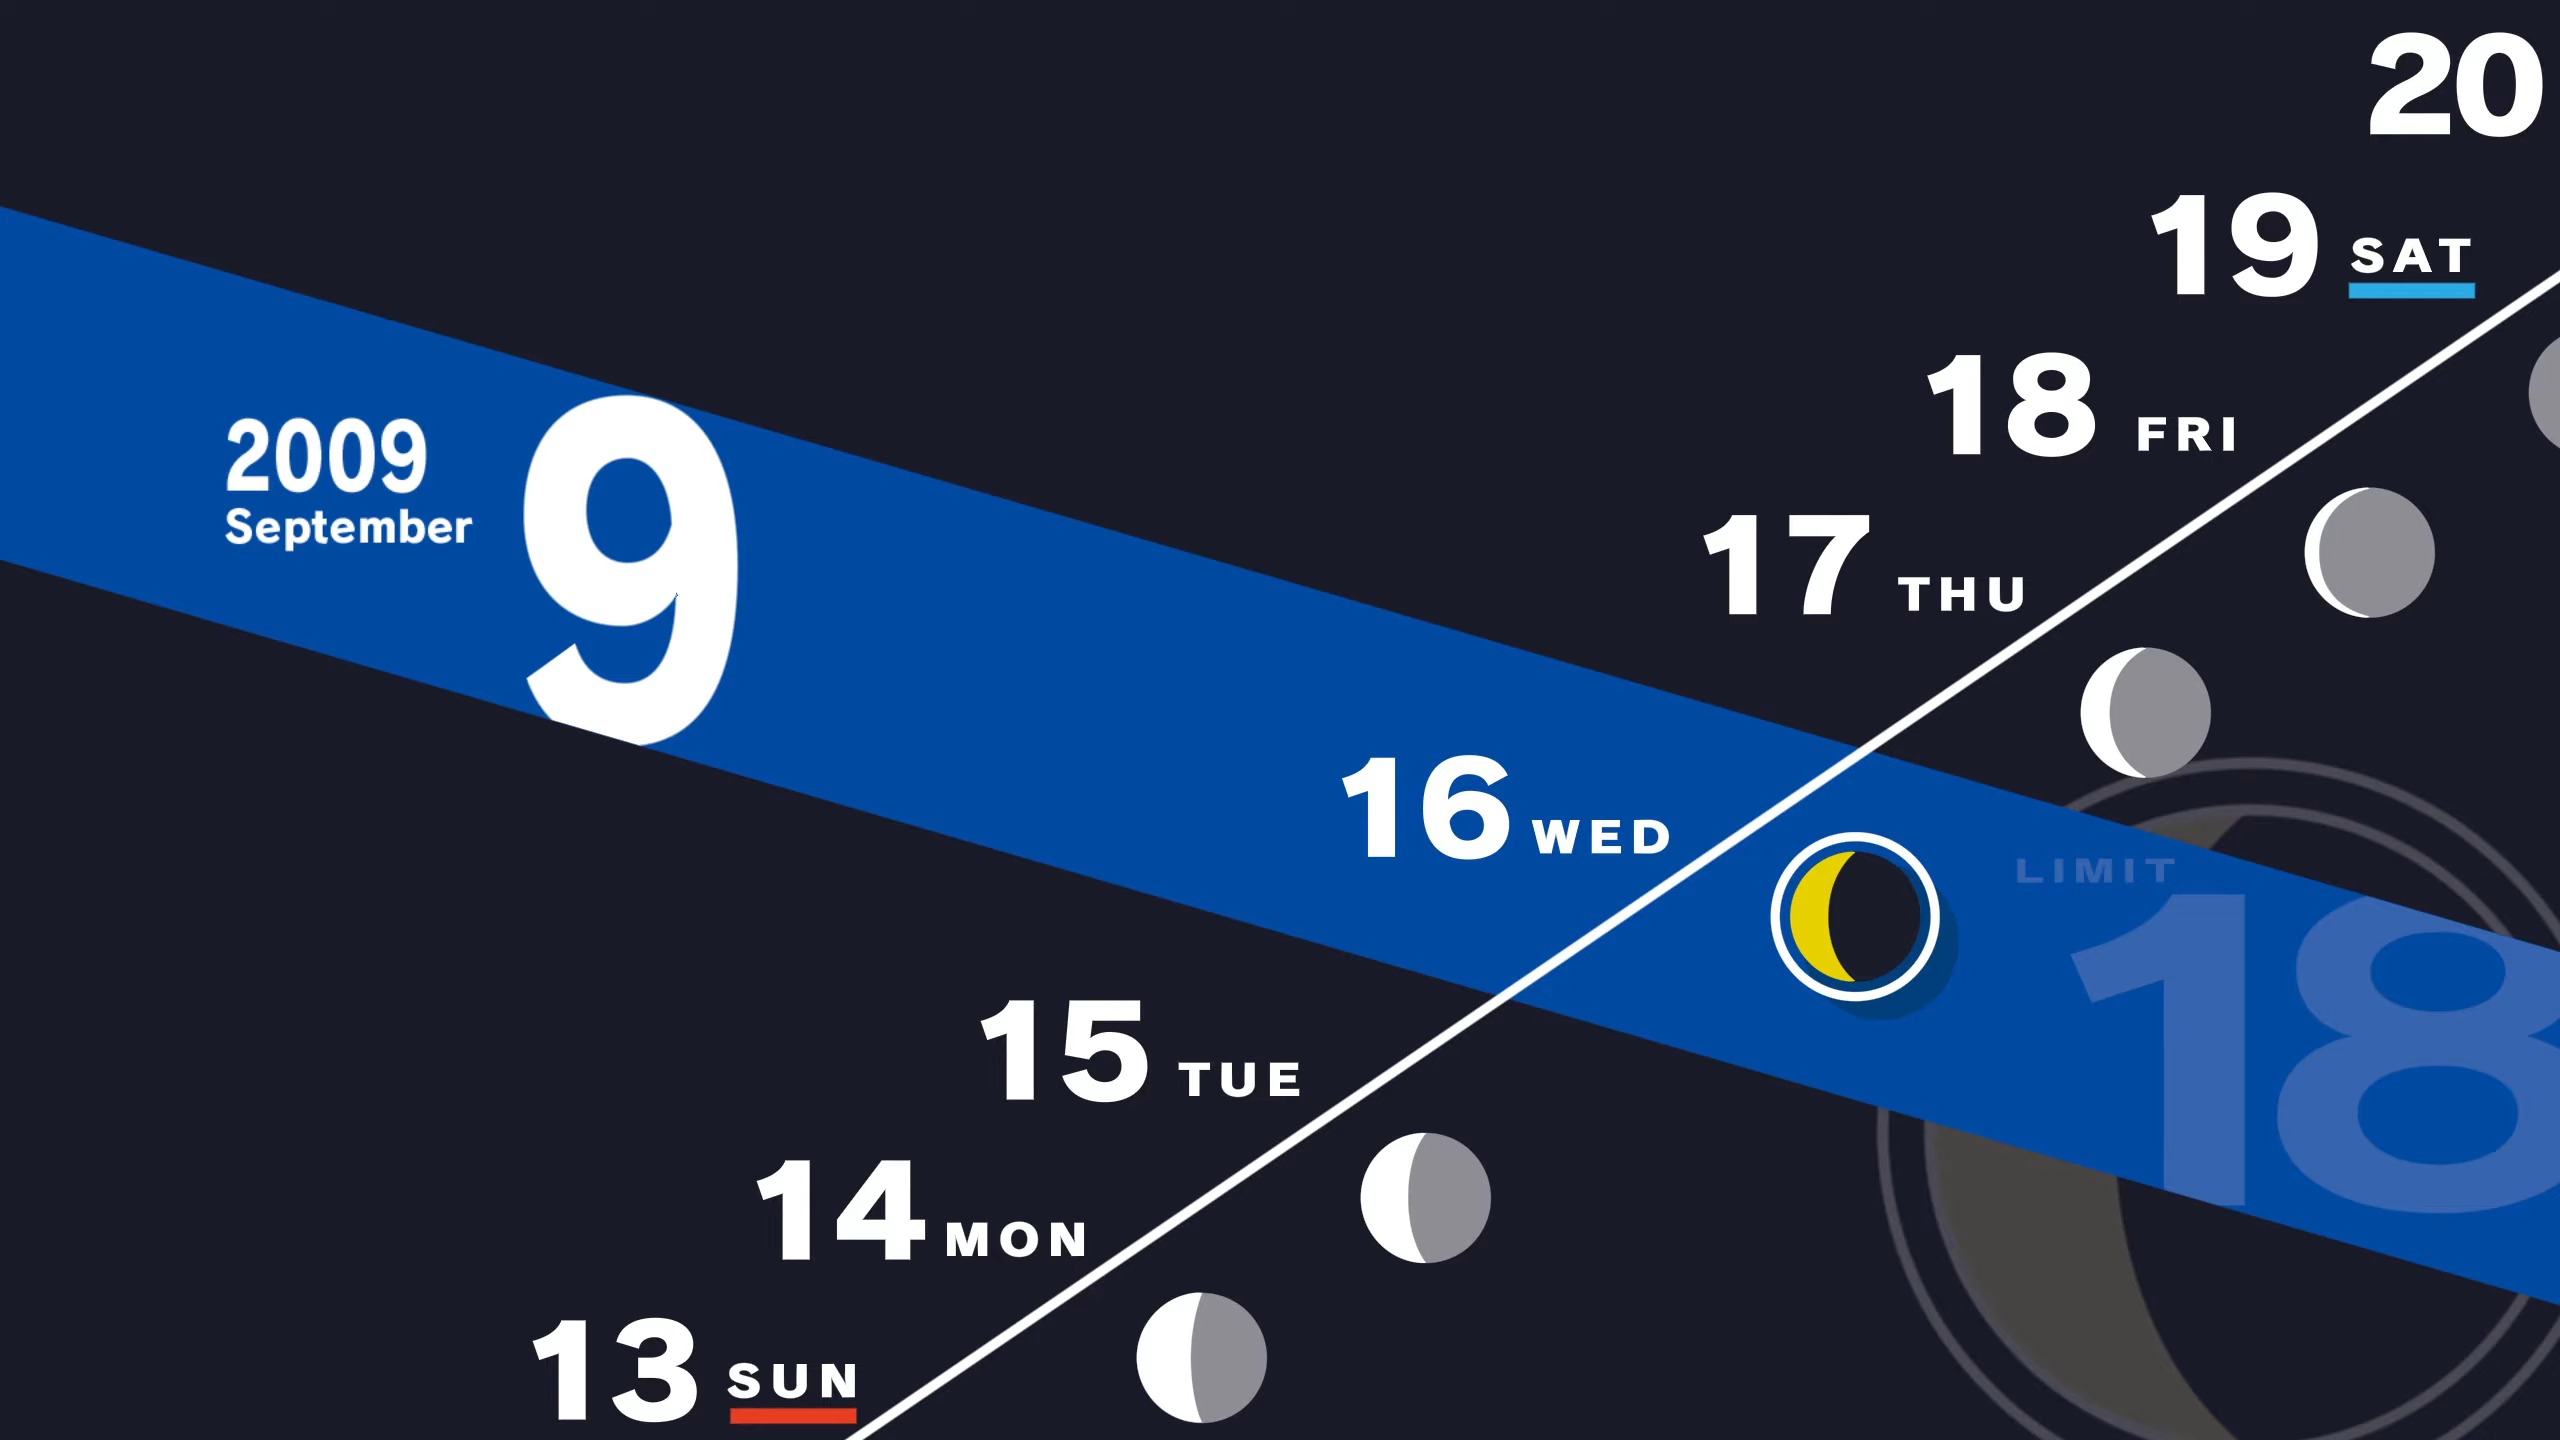 20
19 SAT
18 FRI
17 THU
2009
September
9
16 WED
LIMIT
18
15 TUE
14 MON
13 SUN